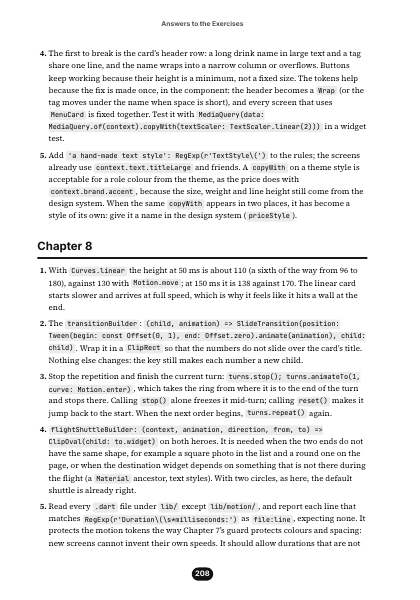 Answers to the Exercises
4. The first to break is the card's header row: a long drink name in large text and a tag
share one line, and the name wraps into a narrow column or overflows. Buttons
keep working because their height is a minimum, not a fixed size. The tokens help
because the fix is made once, in the component: the header becomes a Wrap (or the
tag moves under the name when space is short), and every screen that uses
MenuCard is fixed together. Test it with MediaQuery(data:
MediaQuery.of(context).copyWith(textScaler: TextScaler.linear(2))) in a widget
test.
5. Add 'a hand-made text style': RegExp(r'TextStyle\(') to the rules; the screens
already use context.text.titleLarge and friends. A copyWith on a theme style is
acceptable for a role colour from the theme, as the price does with
context.brand.accent, because the size, weight and line height still come from the
design system. When the same copyWith appears in two places, it has become a
style of its own: give it a name in the design system (priceStyle).
Chapter 8
1. With Curves.linear the height at 50 ms is about 110 (a sixth of the way from 96 to
180), against 130 with Motion.move; at 150 ms it is 138 against 170. The linear card
starts slower and arrives at full speed, which is why it feels like it hits a wall at the
end.
2. The transitionBuilder: (child, animation) => SlideTransition(position:
Tween(begin: const Offset(0, 1), end: Offset.zero).animate(animation), child:
child). Wrap it in a ClipRect so that the numbers do not slide over the card's title.
Nothing else changes: the key still makes each number a new child.
3. Stop the repetition and finish the current turn: turns.stop(); turns.animateTo(1,
curve: Motion.enter), which takes the ring from where it is to the end of the turn
and stops there. Calling stop() alone freezes it mid-turn; calling reset() makes it
jump back to the start. When the next order begins, turns.repeat() again.
4. flightShuttleBuilder: (context, animation, direction, from, to) =>
ClipOval(child: to.widget) on both heroes. It is needed when the two ends do not
have the same shape, for example a square photo in the list and a round one on the
page, or when the destination widget depends on something that is not there during
the flight (a Material ancestor, text styles). With two circles, as here, the default
shuttle is already right.
5. Read every .dart file under lib/ except lib/motion/, and report each line that
matches RegExp(r'Duration\(\s*milliseconds:') as file:line, expecting none. It
protects the motion tokens the way Chapter 7's guard protects colours and spacing:
new screens cannot invent their own speeds. It should allow durations that are not
208